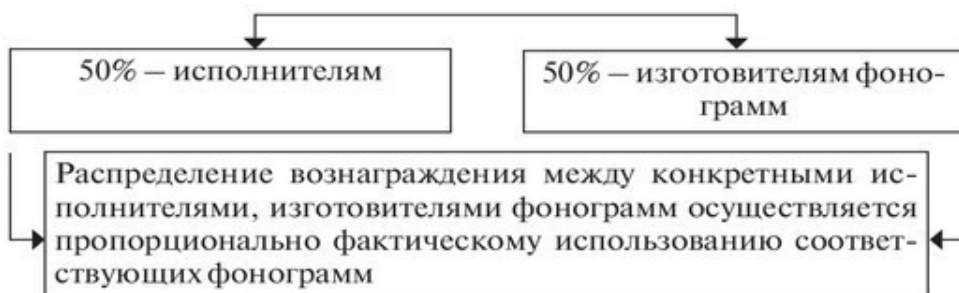 50% – исполнителям
50% – изготовителям фоно-
грамм
Распределение вознаграждения между конкретными ис-
полнителями, изготовителями фонограмм осуществляется
пропорционально фактическому использованию соответ-
ствующих фонограмм